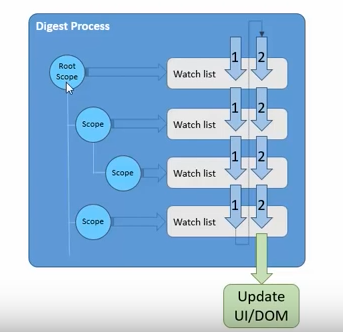 Digest Process
Root
Scope
Watch list
1
2
Scope
Watch list
1
2
Scope
Watch list
1
2
Scope
Watch list
1
2
Update
UI/DOM